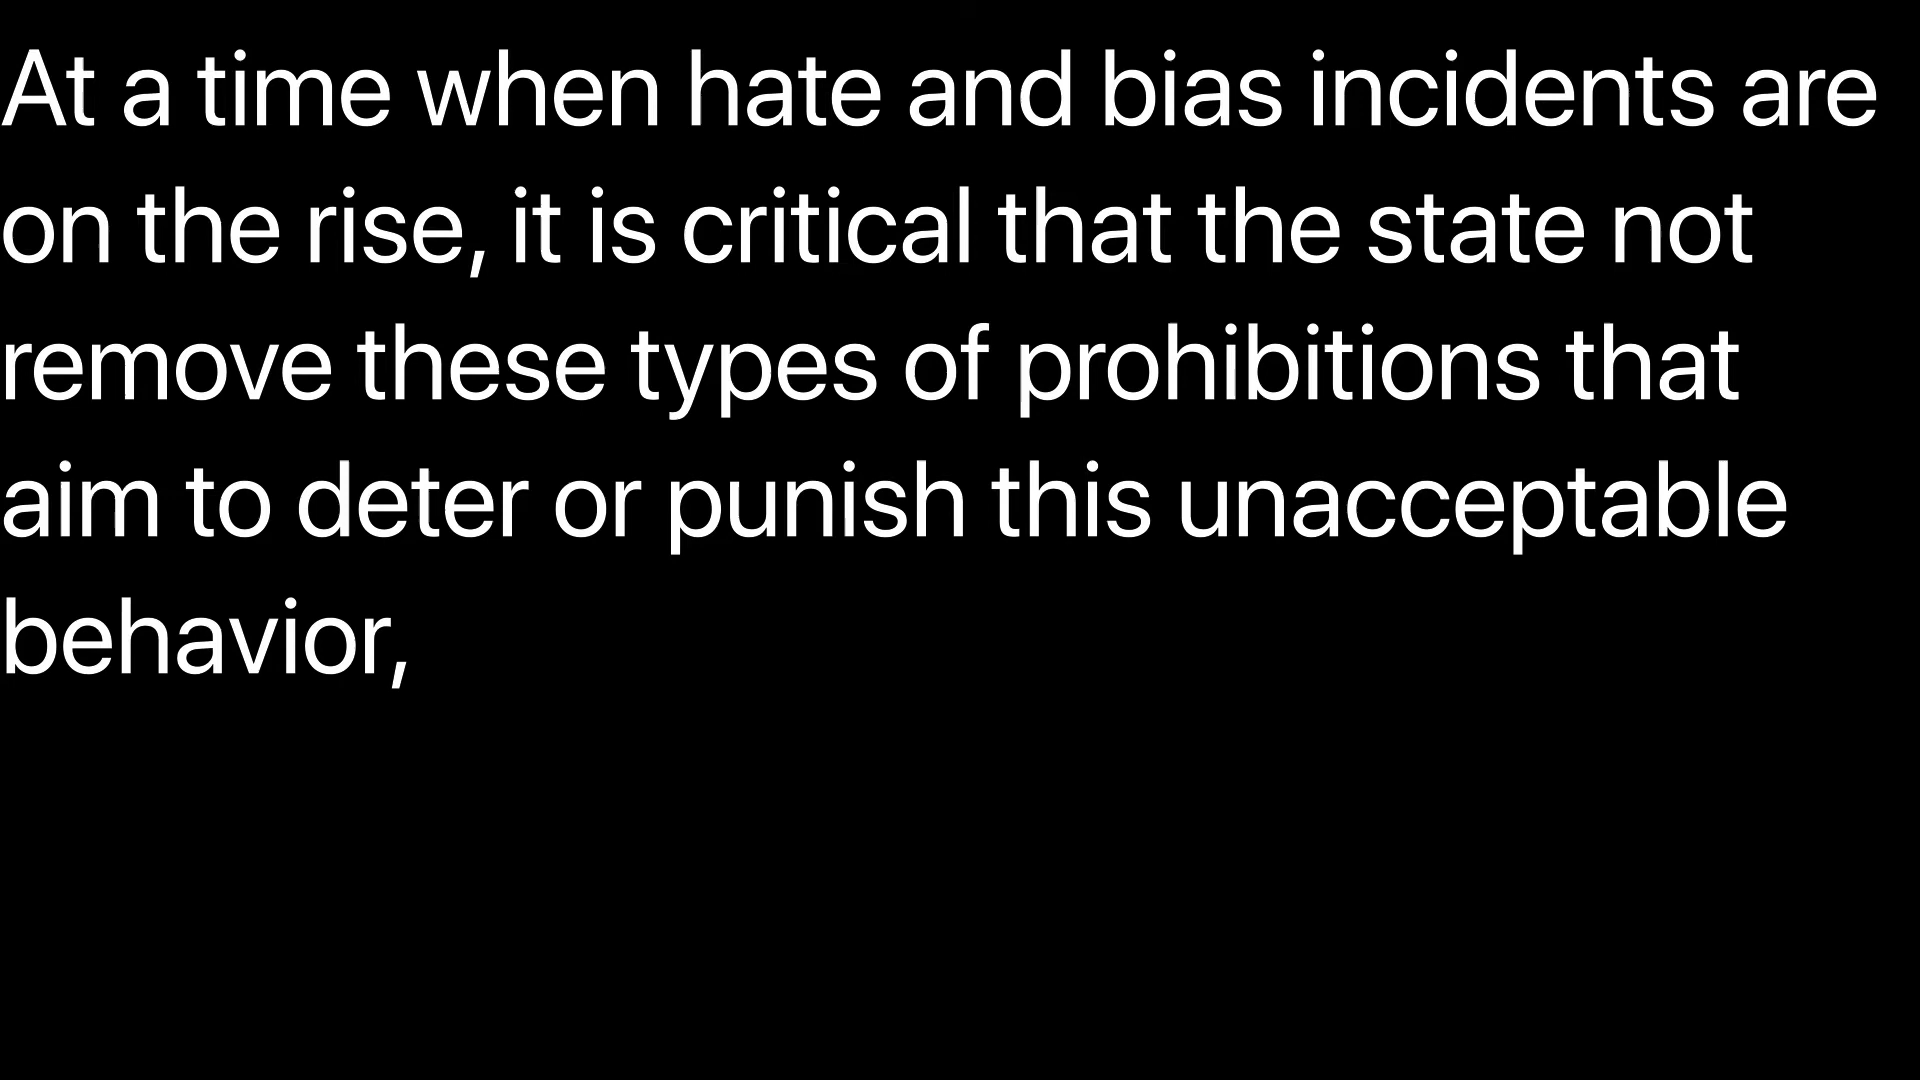 At a time when hate and bias incidents are
on the rise, it is critical that the state not
remove these types of prohibitions that
aim to deter or punish this unacceptable
behavior,